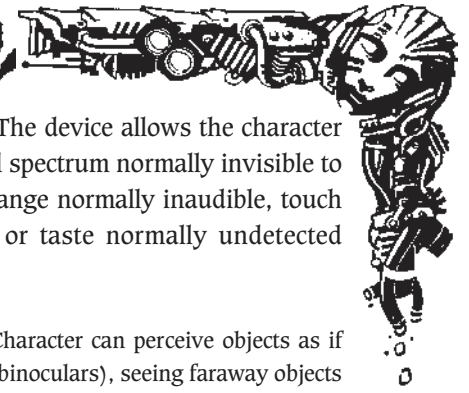 The device allows the character
spectrum normally invisible to
ange normally inaudible, touch
or taste normally undetected
Character can perceive objects as if
binoculars), seeing faraway objects